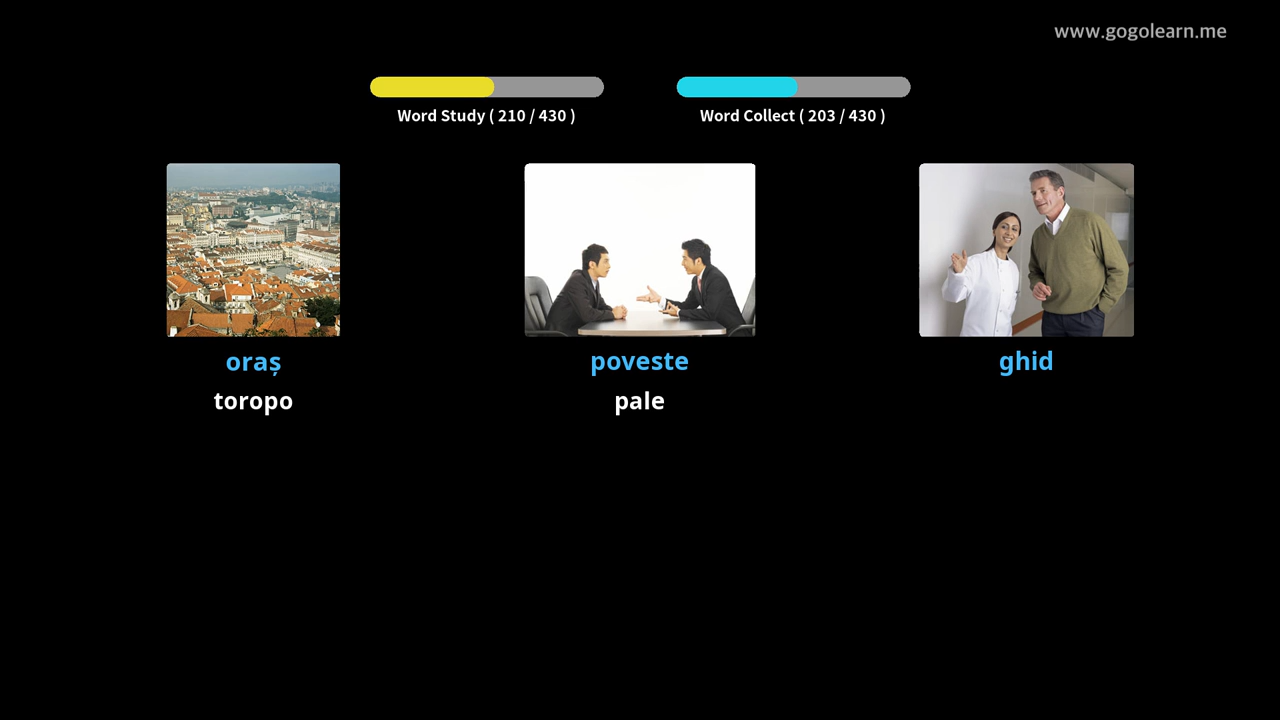 www.gogolearn.me
Word Study ( 210 / 430 )
Word Collect ( 203 / 430 )
oraș
toropo
poveste
pale
ghid